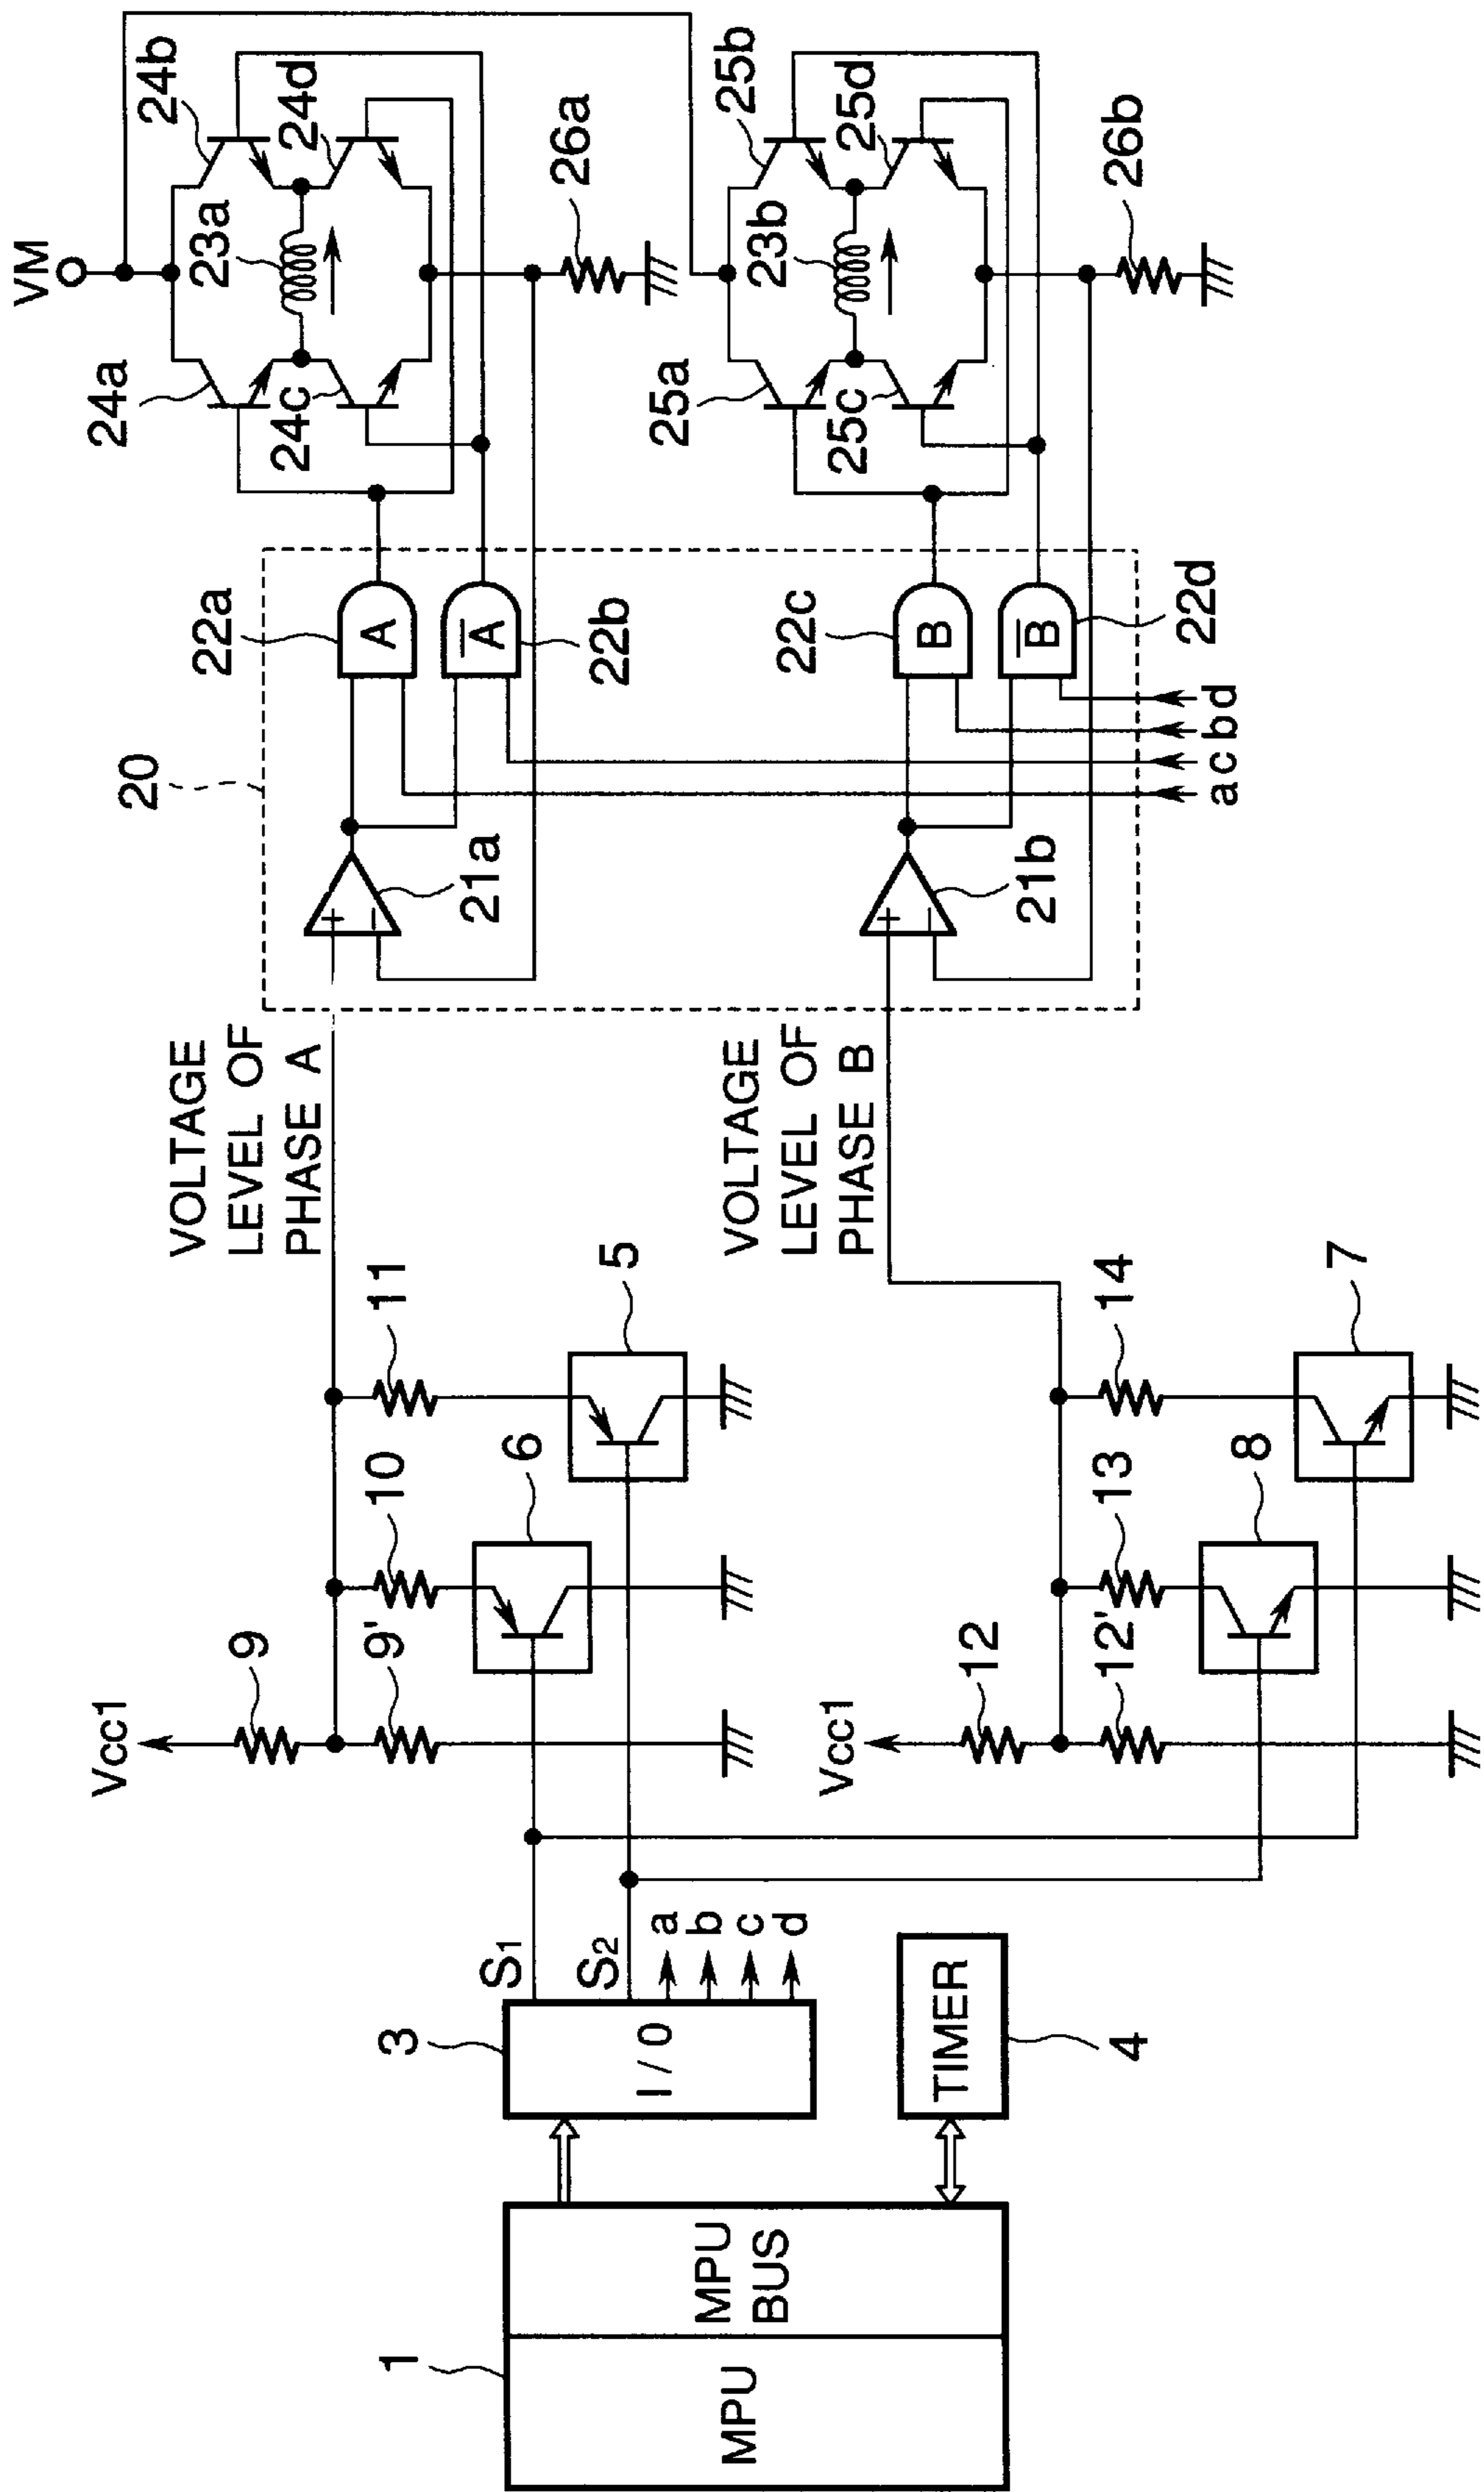 VM
24a
24b
23a
24c
24d
26a
25a
25b
23b
25c
25d
26b
20
22a
A
A̅
22b
21a
+
−
22c
B
B̅
22d
21b
+
−
a c b d
VOLTAGE
LEVEL OF
PHASE A
VOLTAGE
LEVEL OF
PHASE B
Vcc1
9
9'
10
11
6
5
Vcc1
12
12'
13
14
8
7
S1
S2
a
b
c
d
3
I/O
TIMER
4
1
MPU
MPU
BUS